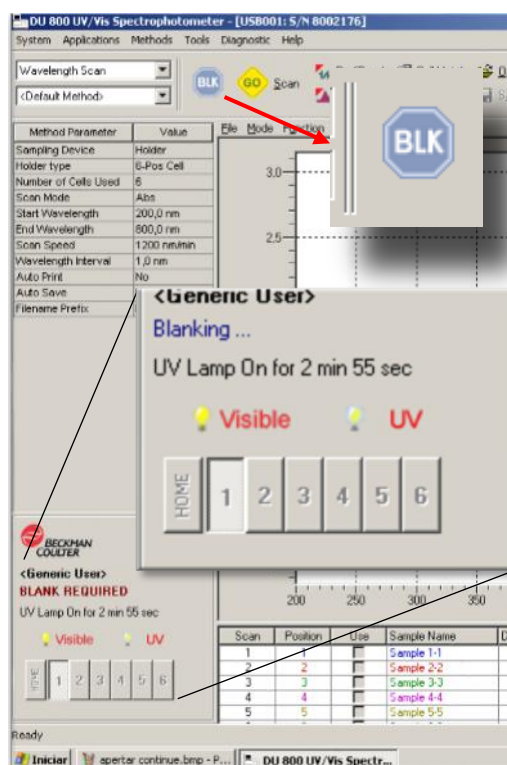 DU 800 UV/Vis Spectrophotometer - [USB001: S/N 8002176]
System Applications Methods Tools Diagnostic Help
Wavelength Scan
<Default Method>
BLK
GO
Scan
BLK
Method Parameter Value
Sampling Device Holder
Holder type 6-Pos Cell
Number of Cells Used 6
Scan Mode Abs
Start Wavelength 200,0 nm
End Wavelength 800,0 nm
Scan Speed 1200 nm/min
Wavelength Interval 1,0 nm
Auto Print No
Auto Save
Filename Prefix
File Mode Function
3.0
2.5
<Generic User>
Blanking ...
UV Lamp On for 2 min 55 sec
Visible UV
HOME 1 2 3 4 5 6
BECKMAN
COULTER
<Generic User>
BLANK REQUIRED
UV Lamp On for 2 min 55 sec
Visible UV
HOME 1 2 3 4 5 6
200 250 300 350
Scan Position Use Sample Name
1 1 Sample 1-1
2 2 Sample 2-2
3 3 Sample 3-3
4 4 Sample 4-4
5 5 Sample 5-5
Ready
Iniciar apertar continue.bmp - P... DU 800 UV/Vis Spectr...